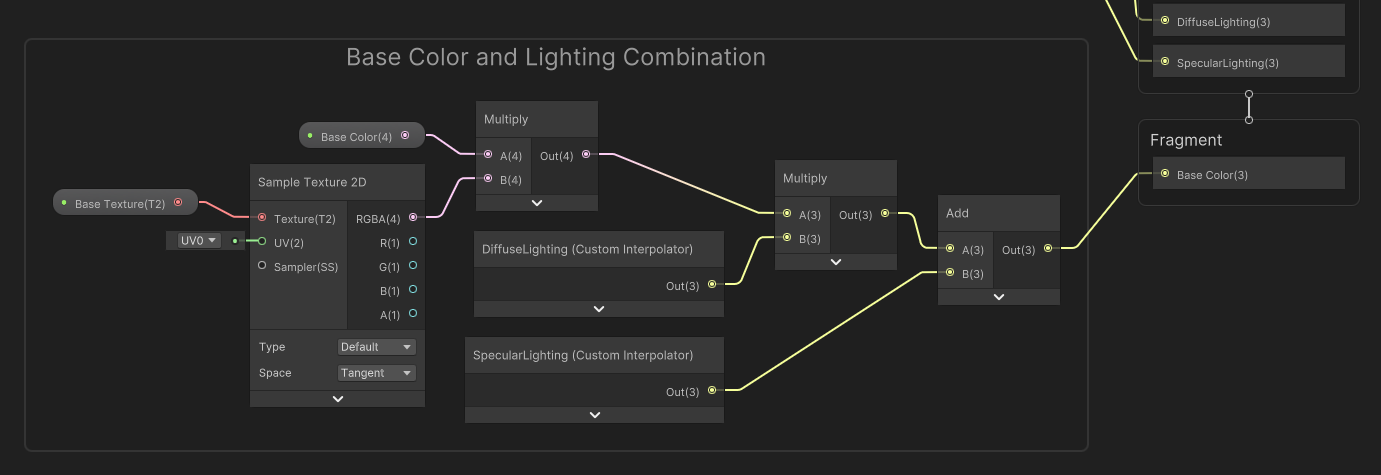 DiffuseLighting(3)
SpecularLighting(3)
Base Color and Lighting Combination
Fragment
Base Color(3)
Base Color(4)
Multiply
A(4)
Out(4)
B(4)
Base Texture(T2)
UV0
Sample Texture 2D
Texture(T2)
RGBA(4)
UV(2)
R(1)
Sampler(SS)
G(1)
B(1)
A(1)
Type
Default
Space
Tangent
DiffuseLighting (Custom Interpolator)
Out(3)
SpecularLighting (Custom Interpolator)
Out(3)
Multiply
A(3)
Out(3)
B(3)
Add
A(3)
Out(3)
B(3)